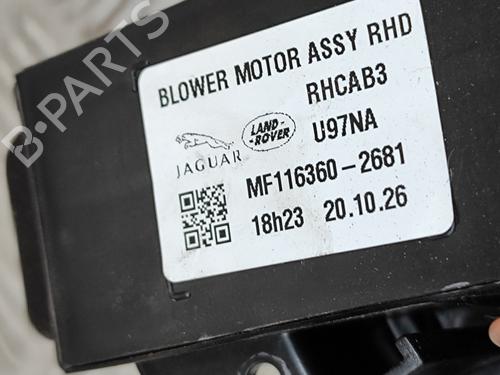 BLOWER MOTOR ASSY RHD
RHCAB3
JAGUAR
LAND-
-ROVER
U97NA
MF116360-2681
18h23 20.10.26
B-PARTS